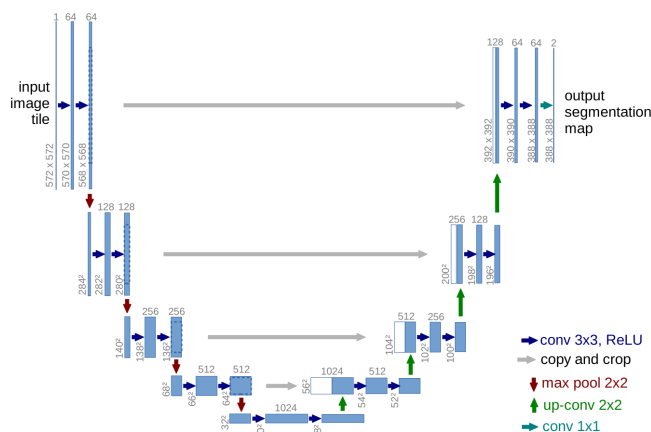 1 64 64
128 64 64 2
input
image
tile
output
segmentation
map
572 x 572
570 x 570
568 x 568
392 x 392
390 x 390
388 x 388
388 x 388
128 128
256 128
284²
282²
280²
200²
198²
196²
256 256
512 256
140²
138²
136²
104²
102²
100²
512 512
1024 512
68²
66²
64²
56²
54²
52²
1024
32²
conv 3x3, ReLU
copy and crop
max pool 2x2
up-conv 2x2
conv 1x1